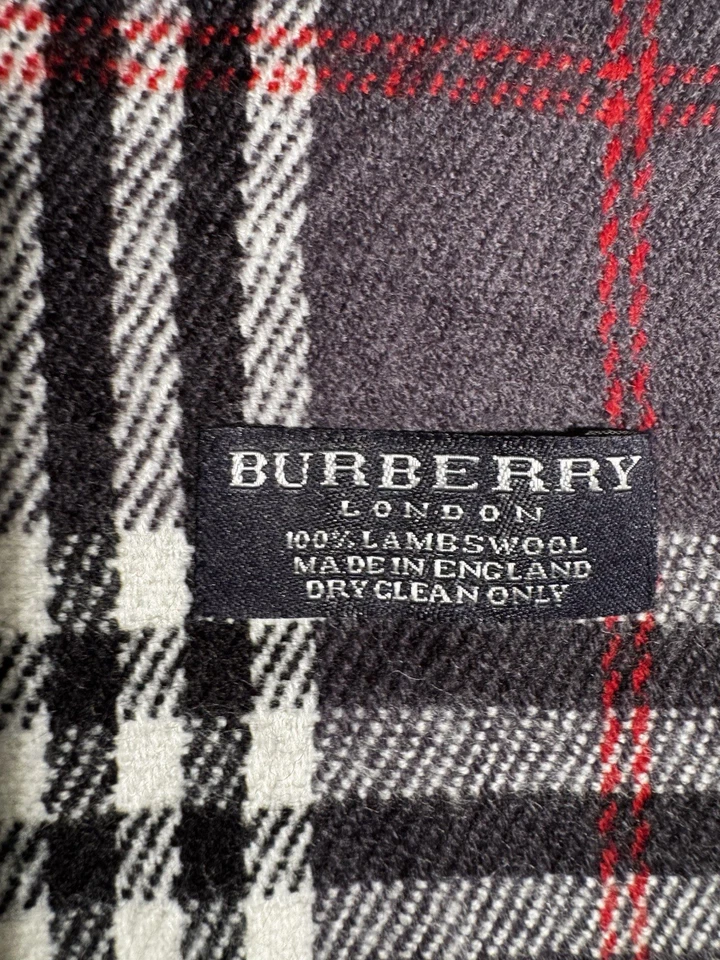 BURBERRY
LONDON
100% LAMBSWOOL
MADE IN ENGLAND
DRY CLEAN ONLY